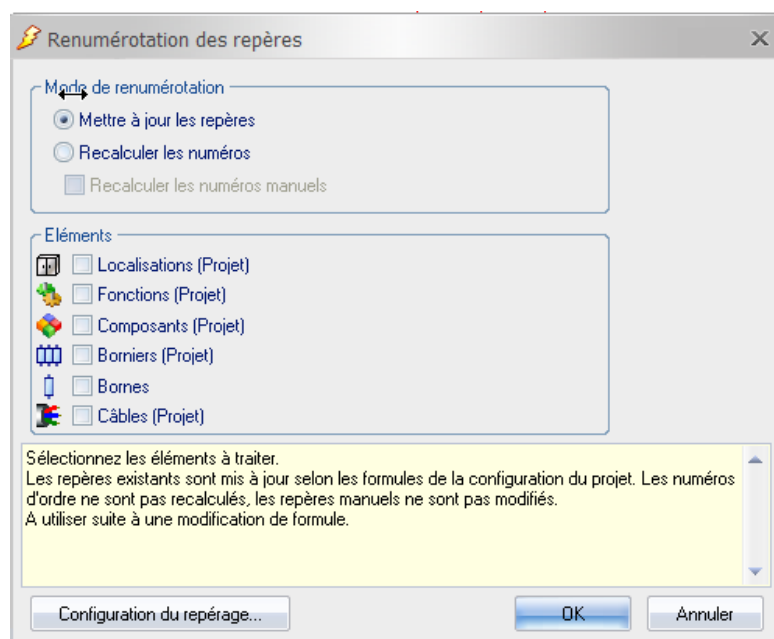 Renumérotation des repères
Mode de renumérotation
Mettre à jour les repères
Recalculer les numéros
Recalculer les numéros manuels
Eléments
Localisations (Projet)
Fonctions (Projet)
Composants (Projet)
Borniers (Projet)
Bornes
Câbles (Projet)
Sélectionnez les éléments à traiter.
Les repères existants sont mis à jour selon les formules de la configuration du projet. Les numéros
d'ordre ne sont pas recalculés, les repères manuels ne sont pas modifiés.
A utiliser suite à une modification de formule.
Configuration du repérage... OK Annuler